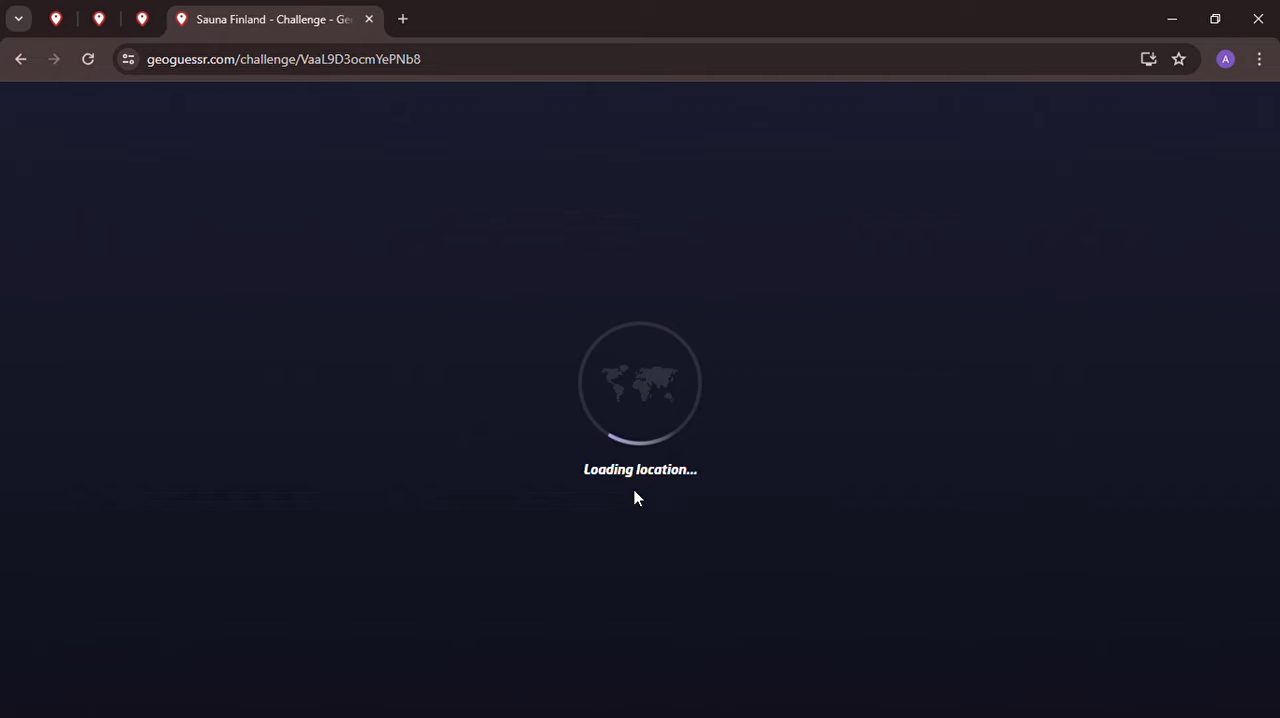 Sauna Finland - Challenge - Ge
geoguessr.com/challenge/VaaL9D3ocmYePNb8
A
Loading location...